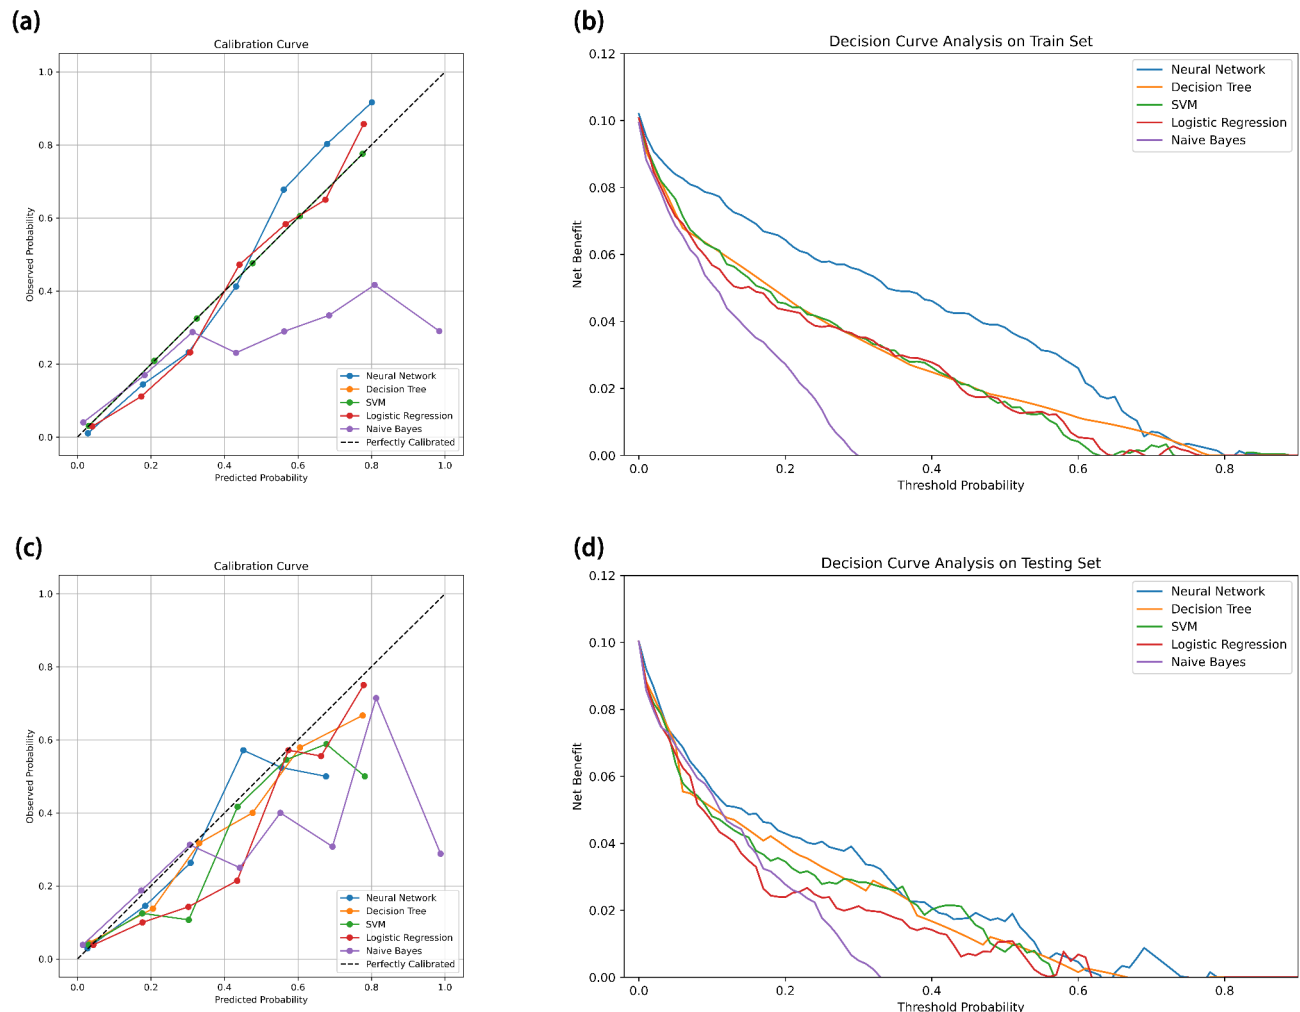 (a)
Calibration Curve
Observed Probability
1.0
0.8
0.6
0.4
0.2
0.0
0.0 0.2 0.4 0.6 0.8 1.0
Predicted Probability
Neural Network
Decision Tree
SVM
Logistic Regression
Naive Bayes
Perfectly Calibrated
(b)
Decision Curve Analysis on Train Set
Net Benefit
0.12
0.10
0.08
0.06
0.04
0.02
0.00
0.0 0.2 0.4 0.6 0.8
Threshold Probability
Neural Network
Decision Tree
SVM
Logistic Regression
Naive Bayes
(c)
Calibration Curve
Observed Probability
1.0
0.8
0.6
0.4
0.2
0.0
0.0 0.2 0.4 0.6 0.8 1.0
Predicted Probability
Neural Network
Decision Tree
SVM
Logistic Regression
Naive Bayes
Perfectly Calibrated
(d)
Decision Curve Analysis on Testing Set
Net Benefit
0.12
0.10
0.08
0.06
0.04
0.02
0.00
0.0 0.2 0.4 0.6 0.8
Threshold Probability
Neural Network
Decision Tree
SVM
Logistic Regression
Naive Bayes